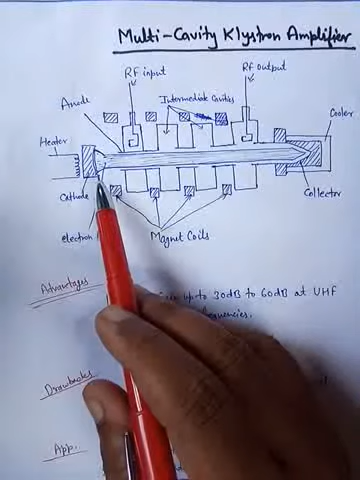 Multi-Cavity Klystron Amplifier
RF input
RF output
Anode
Intermediate Cavities
Cooler
Heater
Cathode
Collector
electron
Magnet Coils
Advantages
upto 30dB to 60dB at UHF
frequencies.
Drawbacks
App.